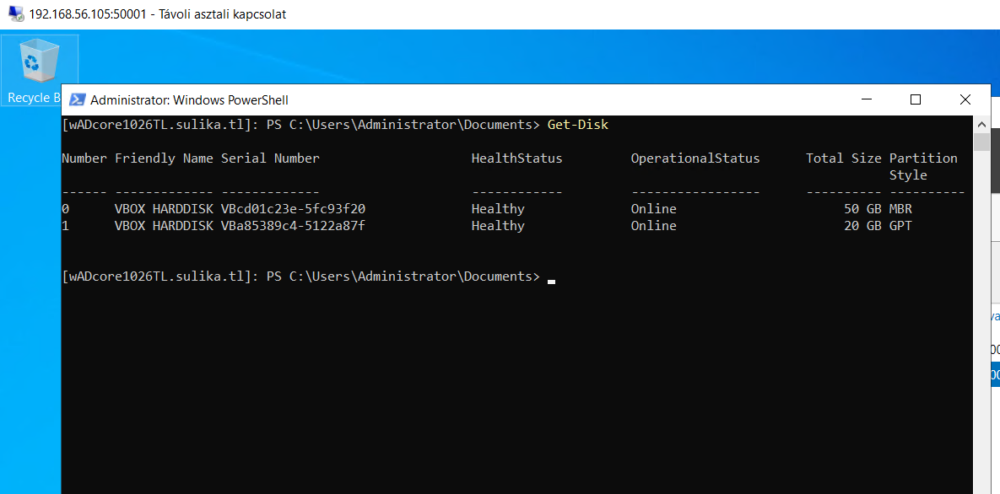 192.168.56.105:50001 - Távoli asztali kapcsolat
Recycle B
Administrator: Windows PowerShell
[wADcore1026TL.sulika.tl]: PS C:\Users\Administrator\Documents> Get-Disk
Number Friendly Name Serial Number HealthStatus OperationalStatus Total Size Partition
Style
------ ------------- ------------- ------------ ----------------- ---------- ----------
0 VBOX HARDDISK VBcd01c23e-5fc93f20 Healthy Online 50 GB MBR
1 VBOX HARDDISK VBa85389c4-5122a87f Healthy Online 20 GB GPT
[wADcore1026TL.sulika.tl]: PS C:\Users\Administrator\Documents>